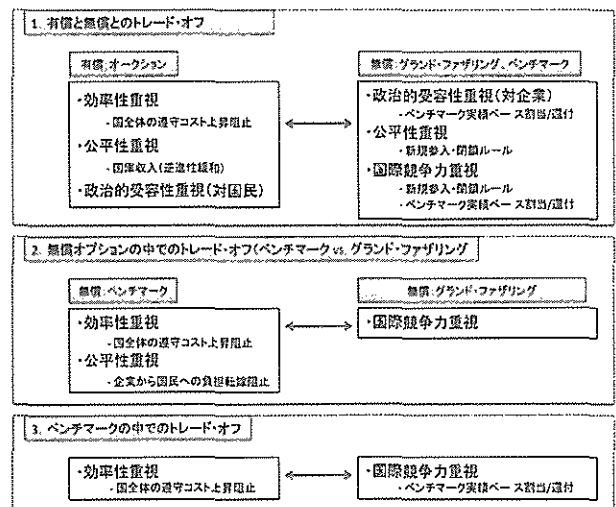 1. 有償と無償とのトレード・オフ
有償:オークション
・効率性重視
- 国全体の遵守コスト上昇阻止
・公平性重視
- 国庫収入(逆進性緩和)
・政治的受容性重視(対国民)
無償:グランド・ファザリング、ベンチマーク
・政治的受容性重視(対企業)
- ベンチマーク実績ベース割当/還付
・公平性重視
- 新規参入・閉鎖ルール
・国際競争力重視
- 新規参入・閉鎖ルール
- ベンチマーク実績ベース割当/還付
2. 無償オプションの中でのトレード・オフ(ベンチマーク vs. グランド・ファザリング
無償:ベンチマーク
・効率性重視
- 国全体の遵守コスト上昇阻止
・公平性重視
- 企業から国民への負担転嫁阻止
無償:グランド・ファザリング
・国際競争力重視
3. ベンチマークの中でのトレード・オフ
・効率性重視
- 国全体の遵守コスト上昇阻止
・国際競争力重視
- ベンチマーク実績ベース割当/還付